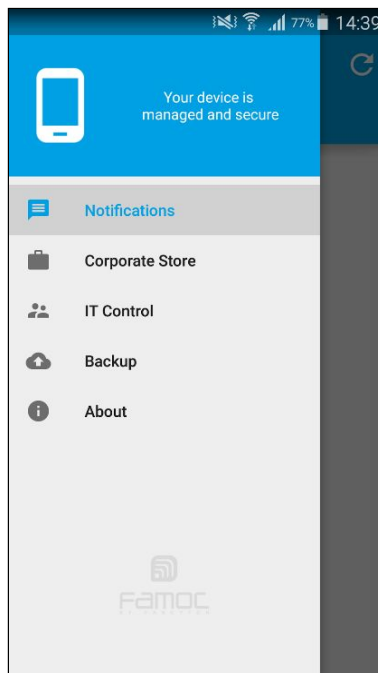 77% 14:39
Your device is
managed and secure
Notifications
Corporate Store
IT Control
Backup
About
Famoc